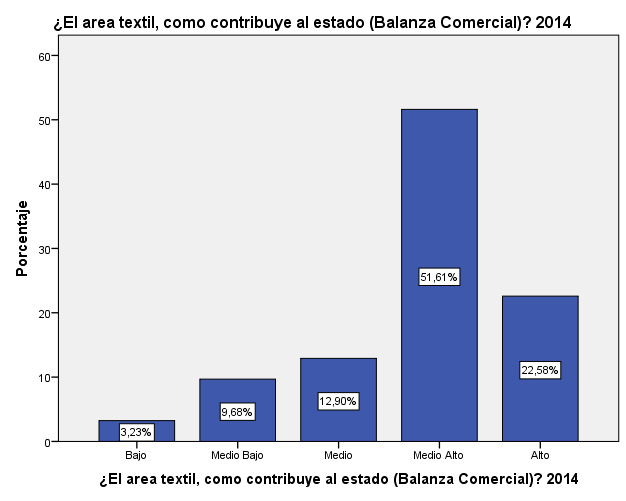 ¿El area textil, como contribuye al estado (Balanza Comercial)? 2014
Porcentaje
60
50
40
30
20
10
0
3,23%
9,68%
12,90%
51,61%
22,58%
Bajo
Medio Bajo
Medio
Medio Alto
Alto
¿El area textil, como contribuye al estado (Balanza Comercial)? 2014